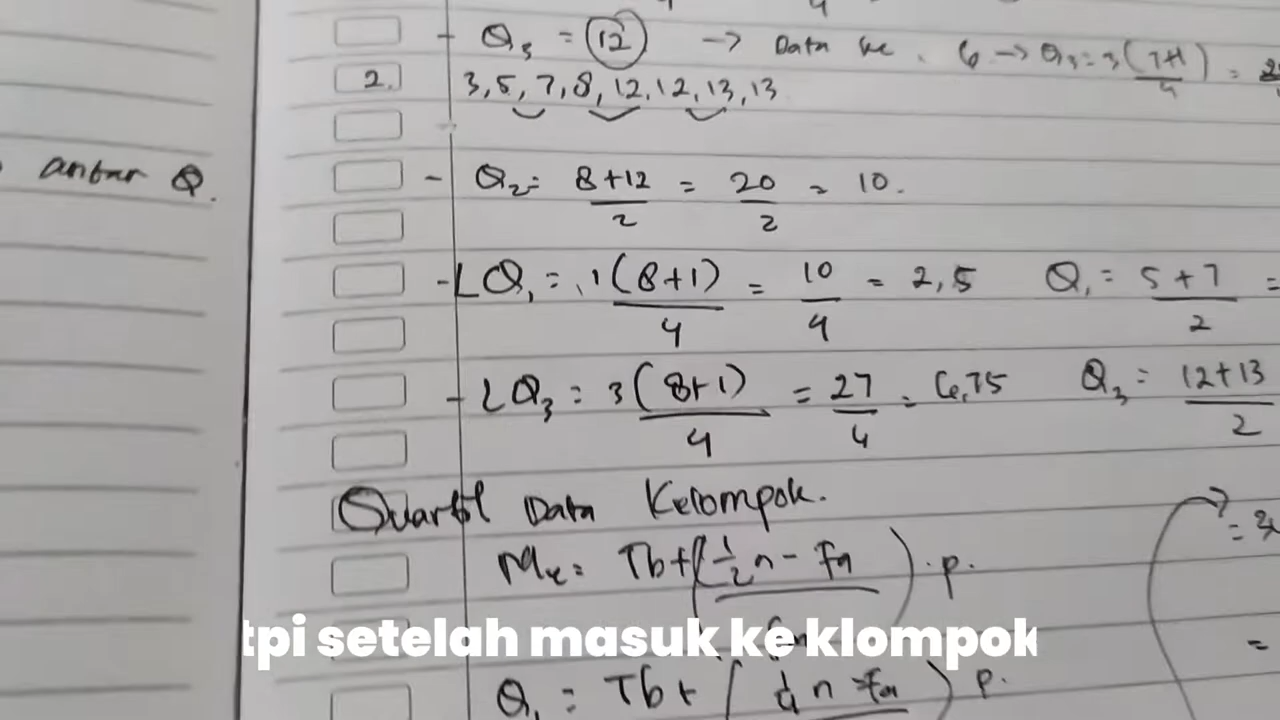 - Q₃ = 12 → Data ke . 6 → Q₃ = 3(7+1)/4 =
2. 3, 5, 7, 8, 12, 12, 13, 13
antar Q.
- Q₂ = 8+12/2 = 20/2 = 10.
- LQ₁ = 1(8+1)/4 = 10/4 = 2,5 Q₁ = 5+7/2 =
- LQ₃ = 3(8+1)/4 = 27/4 = 6,75 Q₃ = 12+13/2
Quartil Data Kelompok.
Me = Tb + (1/2n - Fn) . p.
tpi setelah masuk ke klompok
Q₁ = Tb + (1/4 n - Fn) p.